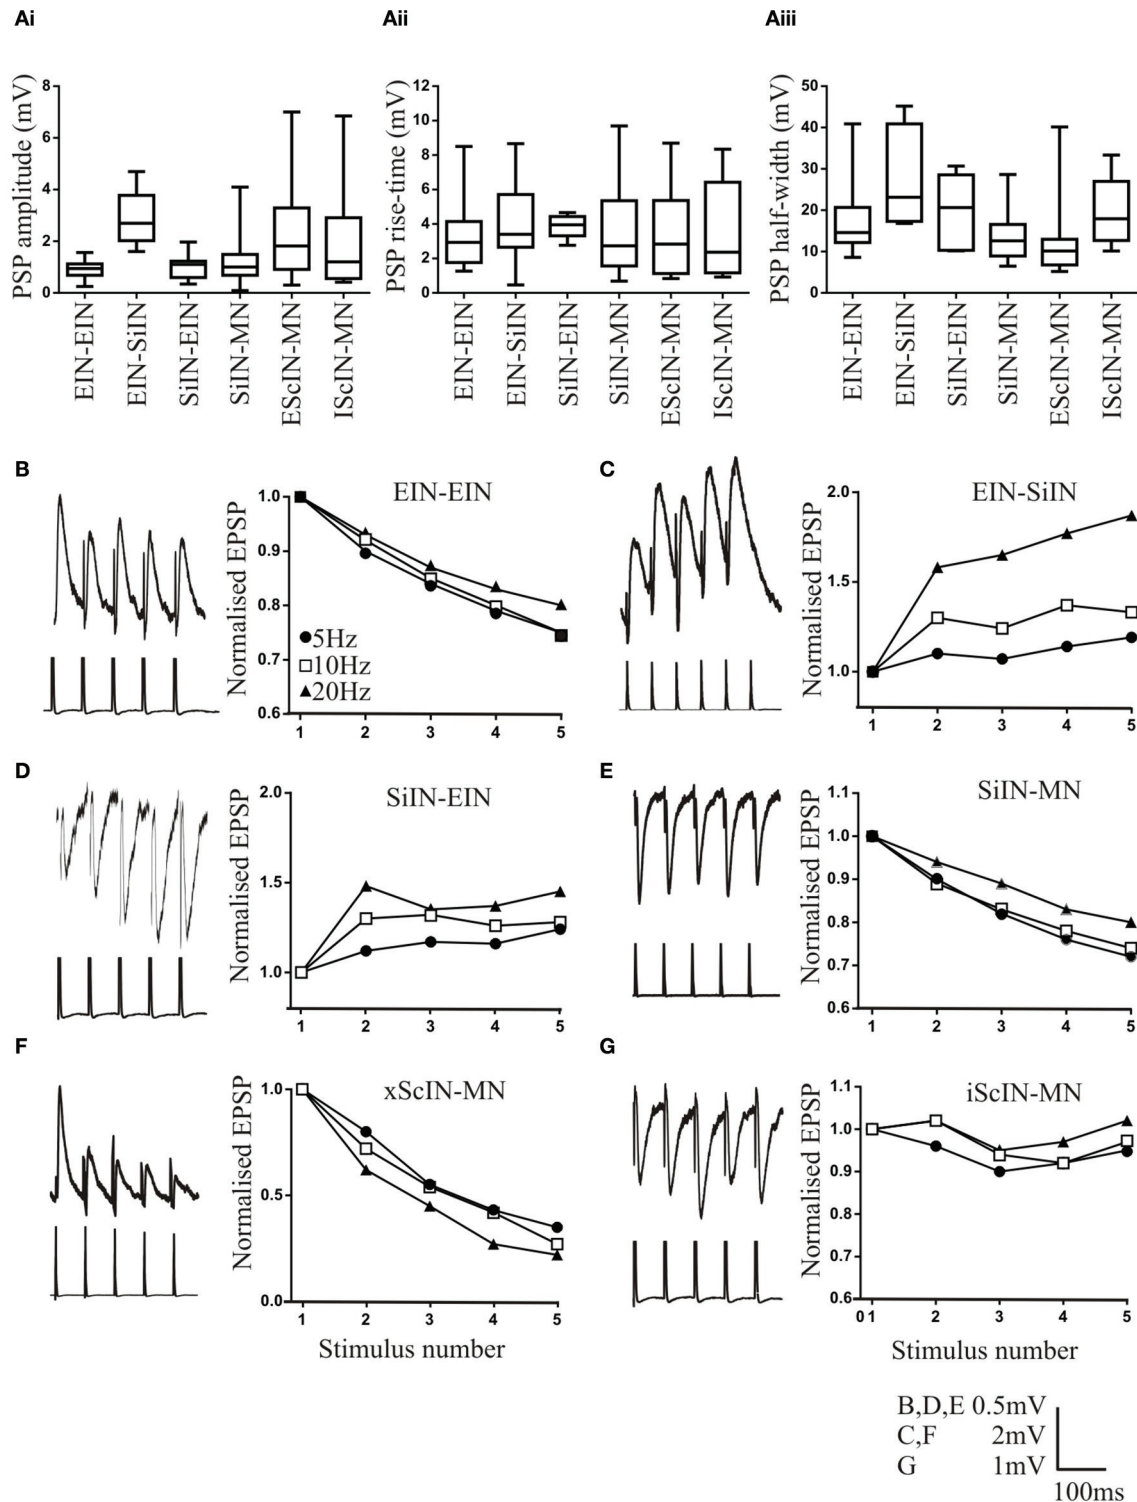 Ai
Aii
Aiii
PSP amplitude (mV)
8
6
4
2
0
EIN-EIN
EIN-SiIN
SiIN-EIN
SiIN-MN
EScIN-MN
IScIN-MN
PSP rise-time (mV)
12
10
8
6
4
2
0
EIN-EIN
EIN-SiIN
SiIN-EIN
SiIN-MN
EScIN-MN
IScIN-MN
PSP half-width (mV)
50
40
30
20
10
0
EIN-EIN
EIN-SiIN
SiIN-EIN
SiIN-MN
EScIN-MN
IScIN-MN
B
EIN-EIN
Normalised EPSP
1.0
0.9
0.8
0.7
0.6
5Hz
10Hz
20Hz
1 2 3 4 5
C
EIN-SiIN
Normalised EPSP
2.0
1.5
1.0
1 2 3 4 5
D
SiIN-EIN
Normalised EPSP
2.0
1.5
1.0
1 2 3 4 5
E
SiIN-MN
Normalised EPSP
1.1
1.0
0.9
0.8
0.7
0.6
1 2 3 4 5
F
xScIN-MN
Normalised EPSP
1.0
0.5
0.0
1 2 3 4 5
Stimulus number
G
iScIN-MN
Normalised EPSP
1.1
1.0
0.9
0.8
0.7
0.6
0 1 2 3 4 5
Stimulus number
B,D,E 0.5mV
C,F 2mV
G 1mV
100ms